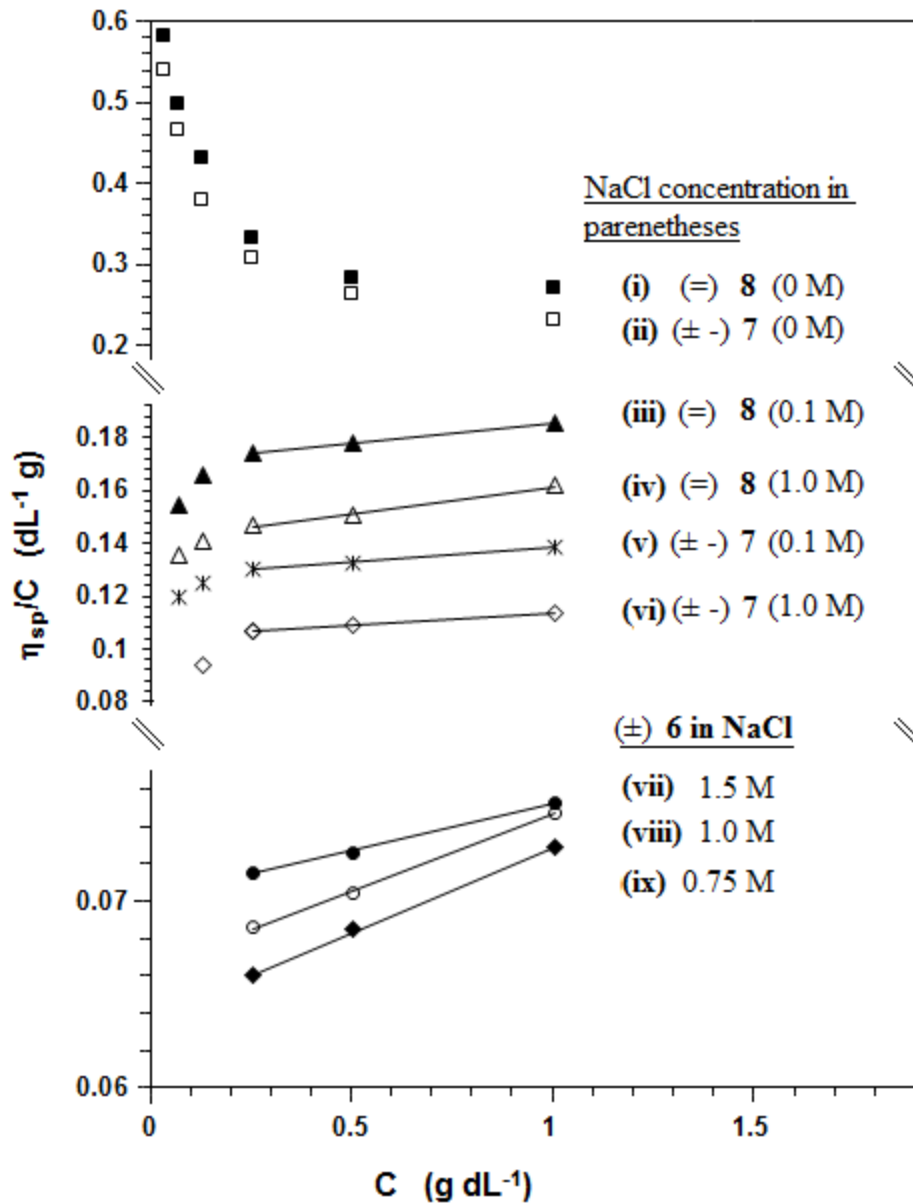 0.6
0.5
0.4
0.3
0.2
NaCl concentration in
parenetheses
(i) (=) 8 (0 M)
(ii) (± -) 7 (0 M)
0.18
0.16
0.14
0.12
0.1
0.08
(iii) (=) 8 (0.1 M)
(iv) (=) 8 (1.0 M)
(v) (± -) 7 (0.1 M)
(vi) (± -) 7 (1.0 M)
ηsp/C (dL⁻¹ g)
(±) 6 in NaCl
(vii) 1.5 M
(viii) 1.0 M
(ix) 0.75 M
0.07
0.06
0 0.5 1 1.5
C (g dL⁻¹)